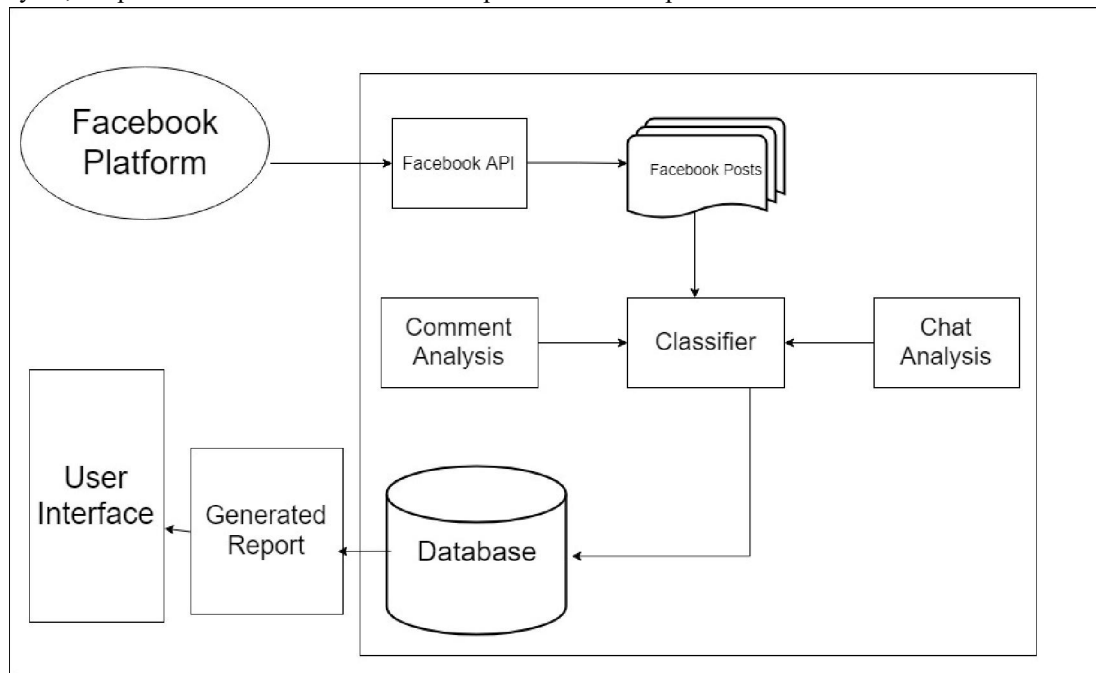 Facebook
Platform
Facebook API
Facebook Posts
Comment
Analysis
Classifier
Chat
Analysis
User
Interface
Generated
Report
Database